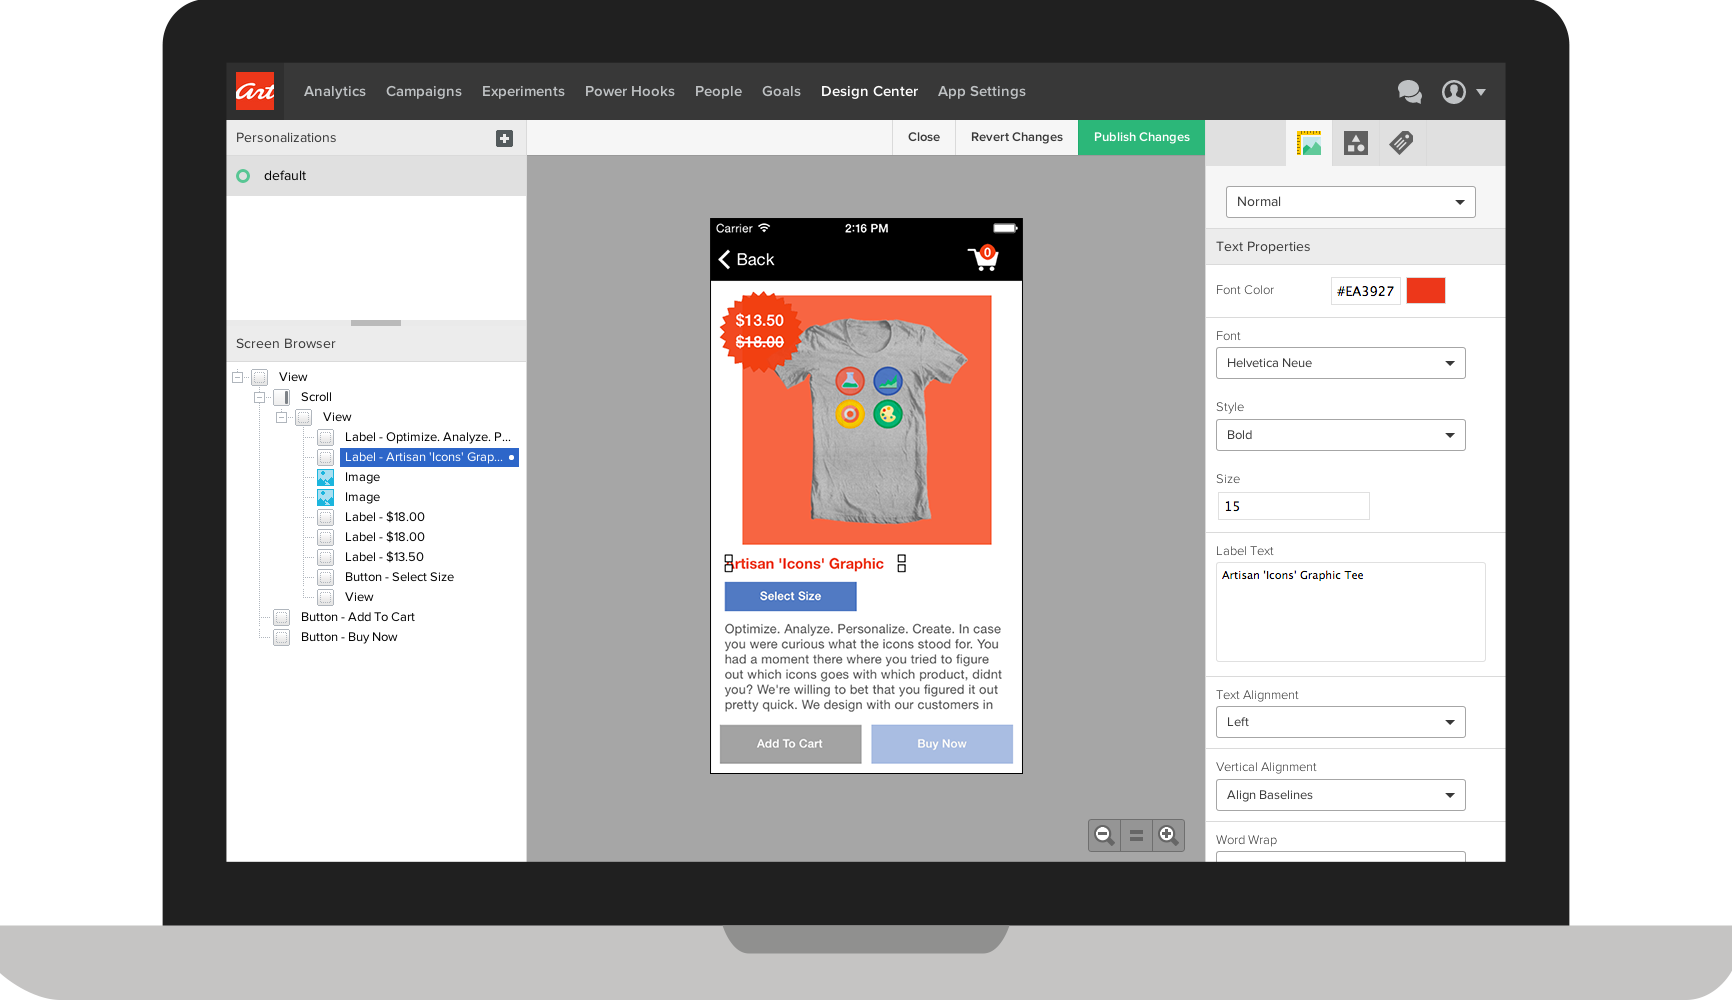 Art
Analytics
Campaigns
Experiments
Power Hooks
People
Goals
Design Center
App Settings
Personalizations
default
Close
Revert Changes
Publish Changes
Screen Browser
View
Scroll
View
Label - Optimize. Analyze. P...
Label - Artisan 'Icons' Grap...
Image
Image
Label - $18.00
Label - $18.00
Label - $13.50
Button - Select Size
View
Button - Add To Cart
Button - Buy Now
Carrier
2:16 PM
Back
0
$13.50
$18.00
Artisan 'Icons' Graphic
Select Size
Optimize. Analyze. Personalize. Create. In case
you were curious what the icons stood for. You
had a moment there where you tried to figure
out which icons goes with which product, didnt
you? We're willing to bet that you figured it out
pretty quick. We design with our customers in
Add To Cart
Buy Now
Normal
Text Properties
Font Color
#EA3927
Font
Helvetica Neue
Style
Bold
Size
15
Label Text
Artisan 'Icons' Graphic Tee
Text Alignment
Left
Vertical Alignment
Align Baselines
Word Wrap